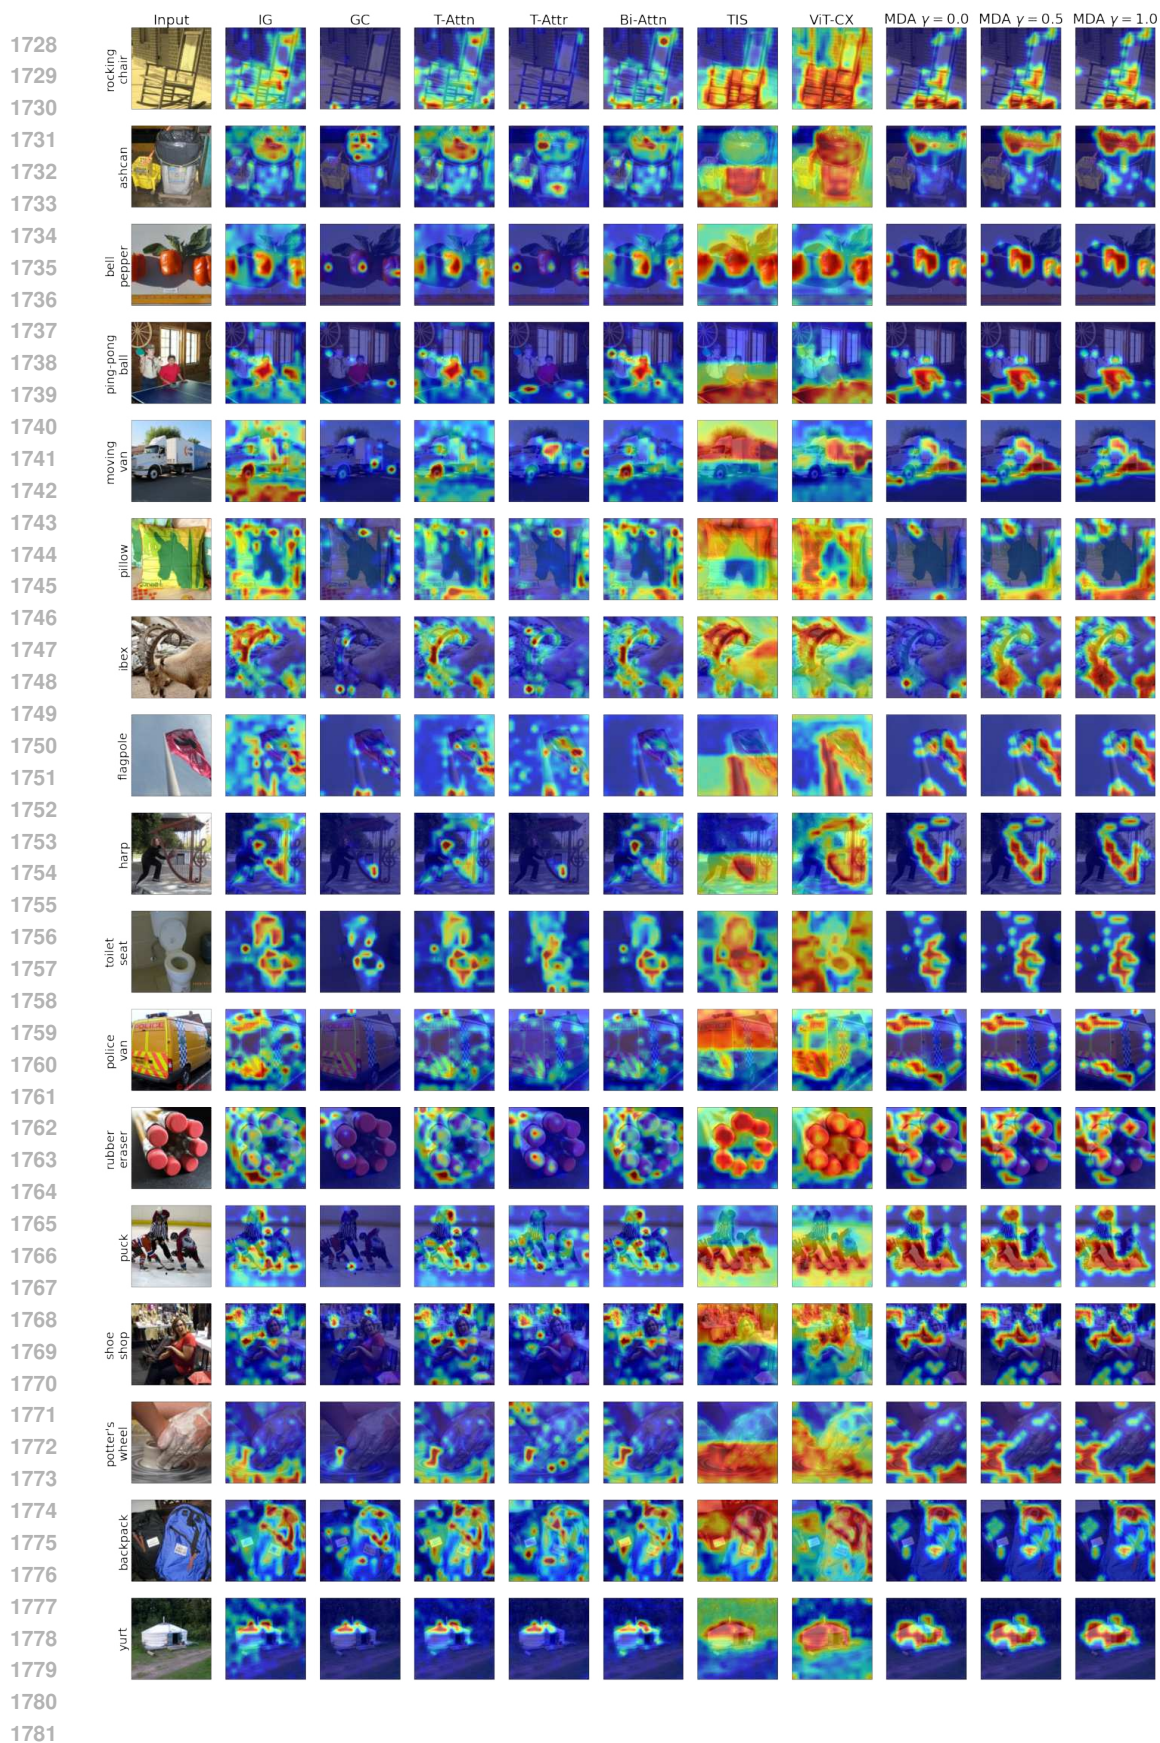 Input IG GC T-Attn T-Attr Bi-Attn TIS ViT-CX MDA γ = 0.0 MDA γ = 0.5 MDA γ = 1.0
1728
rocking
chair
1729
1730
1731
ashcan
1732
1733
1734
bell
pepper
1735
1736
1737
ping-pong
ball
1738
1739
1740
moving
van
1741
1742
1743
pillow
1744
1745
1746
ibex
1747
1748
1749
flagpole
1750
1751
1752
harp
1753
1754
1755
toilet
seat
1756
1757
1758
police
van
1759
1760
1761
rubber
eraser
1762
1763
1764
puck
1765
1766
1767
shoe
shop
1768
1769
1770
potter's
wheel
1771
1772
1773
backpack
1774
1775
1776
yurt
1777
1778
1779
1780
1781